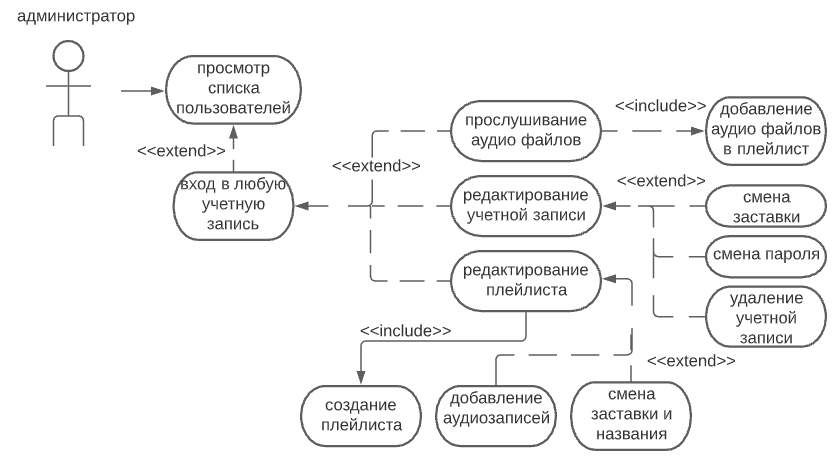 администратор
просмотр
списка
пользователей
<<extend>>
вход в любую
учетную
запись
<<extend>>
прослушивание
аудио файлов
<<include>>
добавление
аудио файлов
в плейлист
редактирование
учетной записи
<<extend>>
смена
заставки
смена пароля
удаление
учетной
записи
редактирование
плейлиста
<<include>>
<<extend>>
создание
плейлиста
добавление
аудиозаписей
смена
заставки и
названия